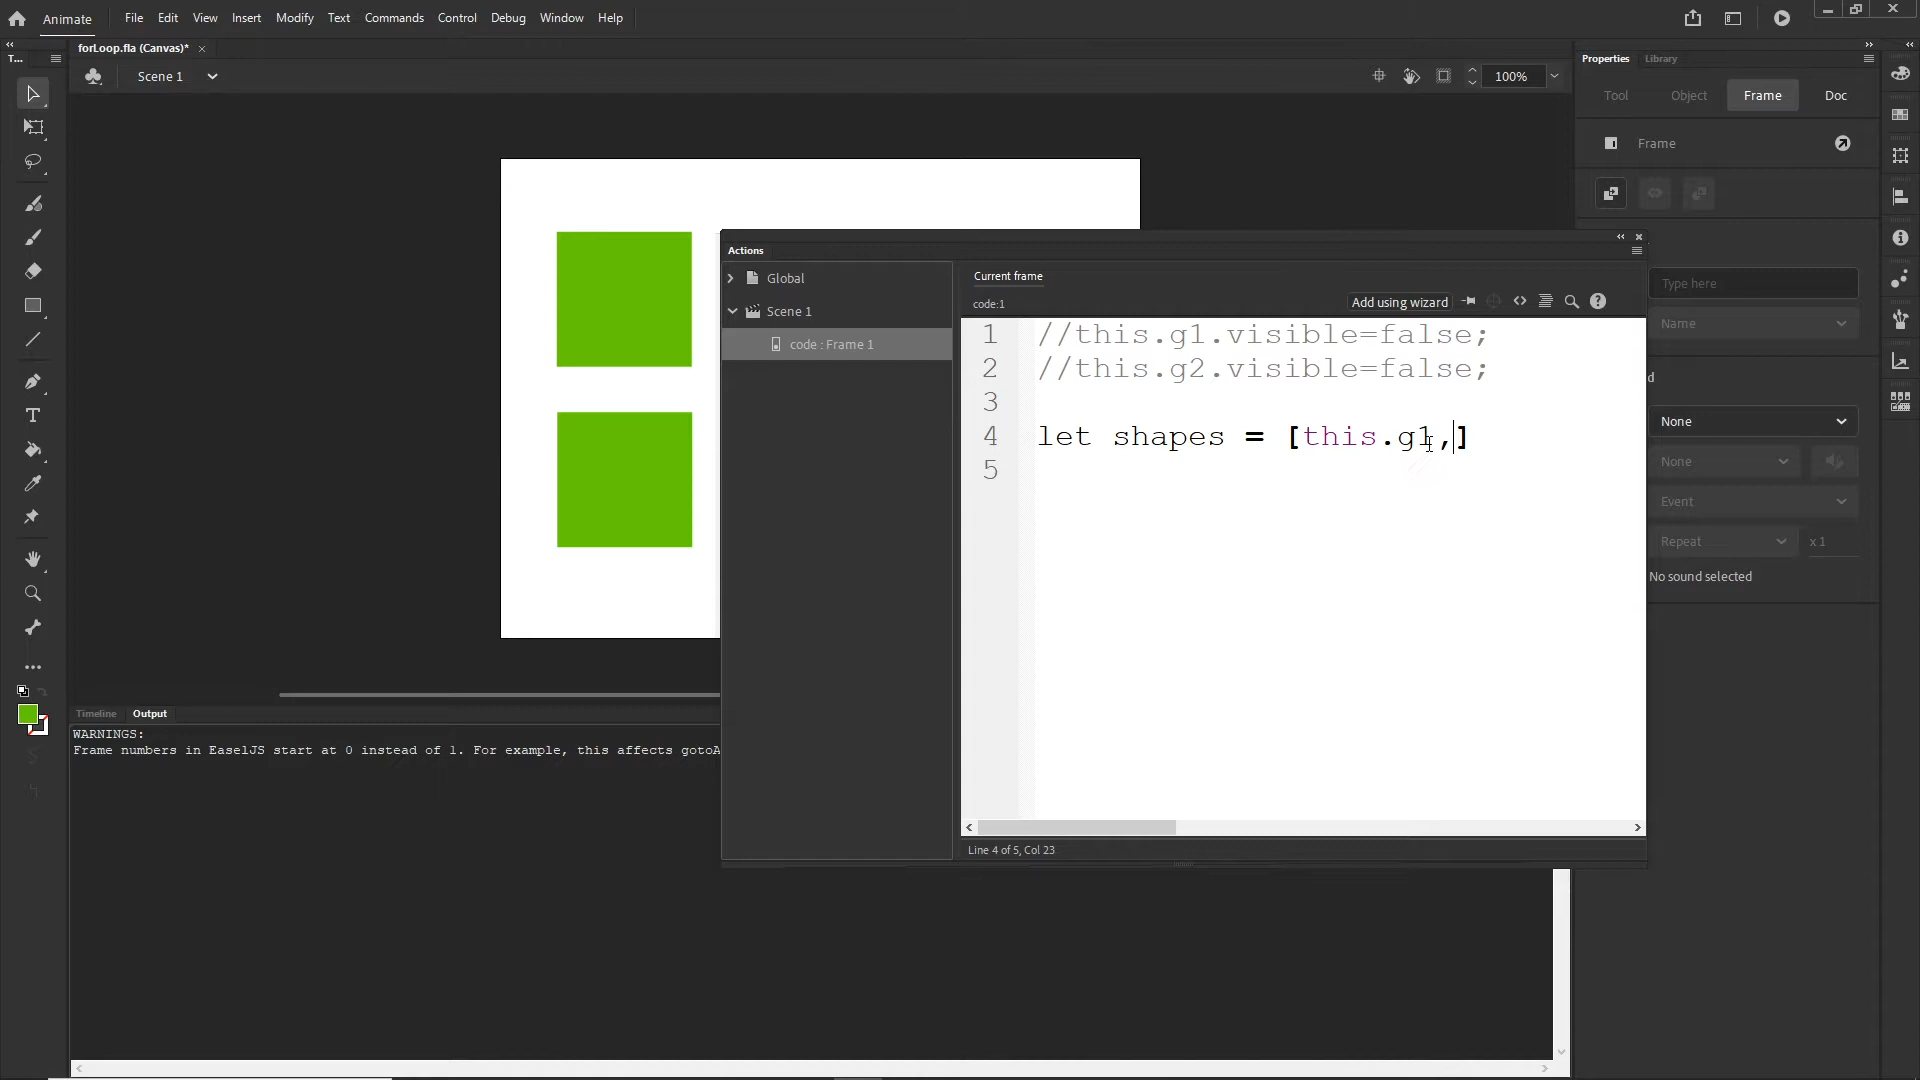 Animate File Edit View Insert Modify Text Commands Control Debug Window Help
forLoop.fla (Canvas)*
T...
Scene 1
100%
Properties Library
Tool Object Frame Doc
Frame
Type here
Name
d
None
None
Event
Repeat x 1
No sound selected
Actions
Global
Scene 1
code : Frame 1
Current frame
code:1
Add using wizard
1 //this.g1.visible=false;
2 //this.g2.visible=false;
3
4 let shapes = [this.g1,]
5
Line 4 of 5, Col 23
Timeline Output
WARNINGS:
Frame numbers in EaselJS start at 0 instead of 1. For example, this affects gotoA